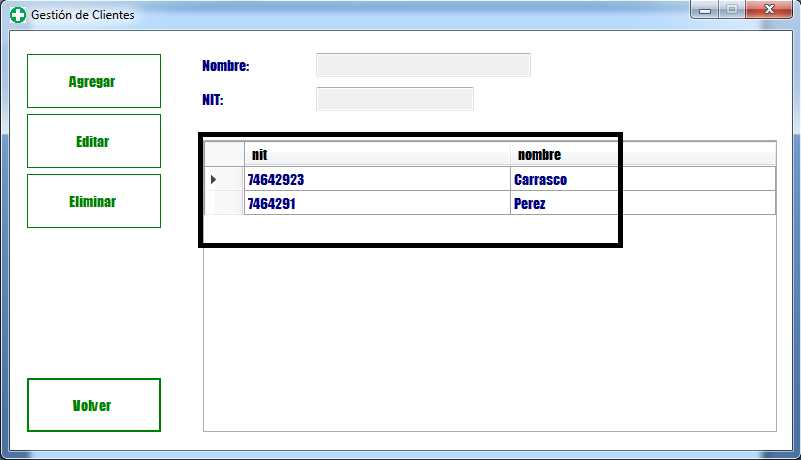 Gestión de Clientes
Agregar
Editar
Eliminar
Volver
Nombre:
NIT:
nit nombre
74642923 Carrasco
7464291 Perez